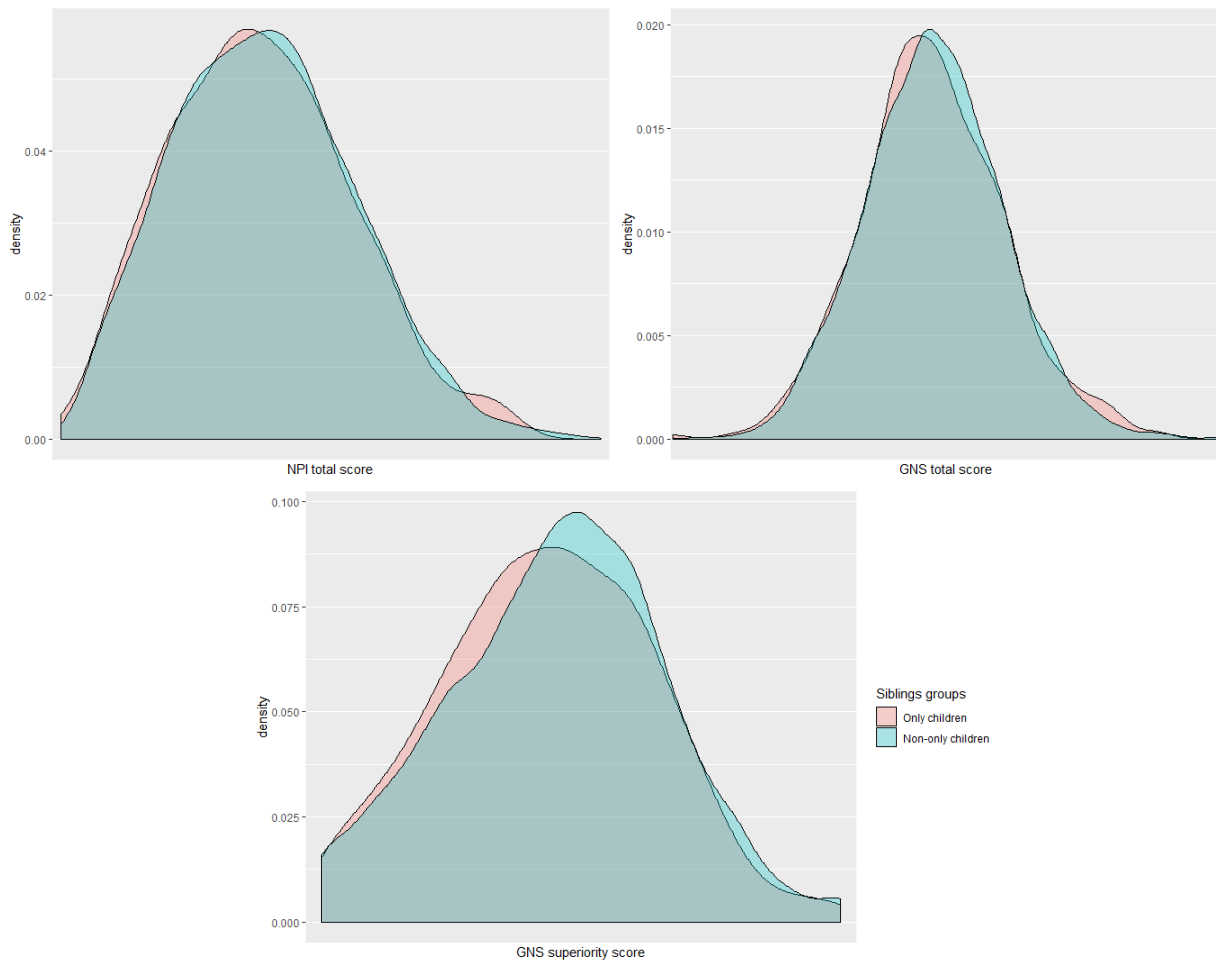 density
0.04
0.02
0.00
NPI total score
density
0.020
0.015
0.010
0.005
0.000
GNS total score
density
0.100
0.075
0.050
0.025
0.000
GNS superiority score
Siblings groups
Only children
Non-only children